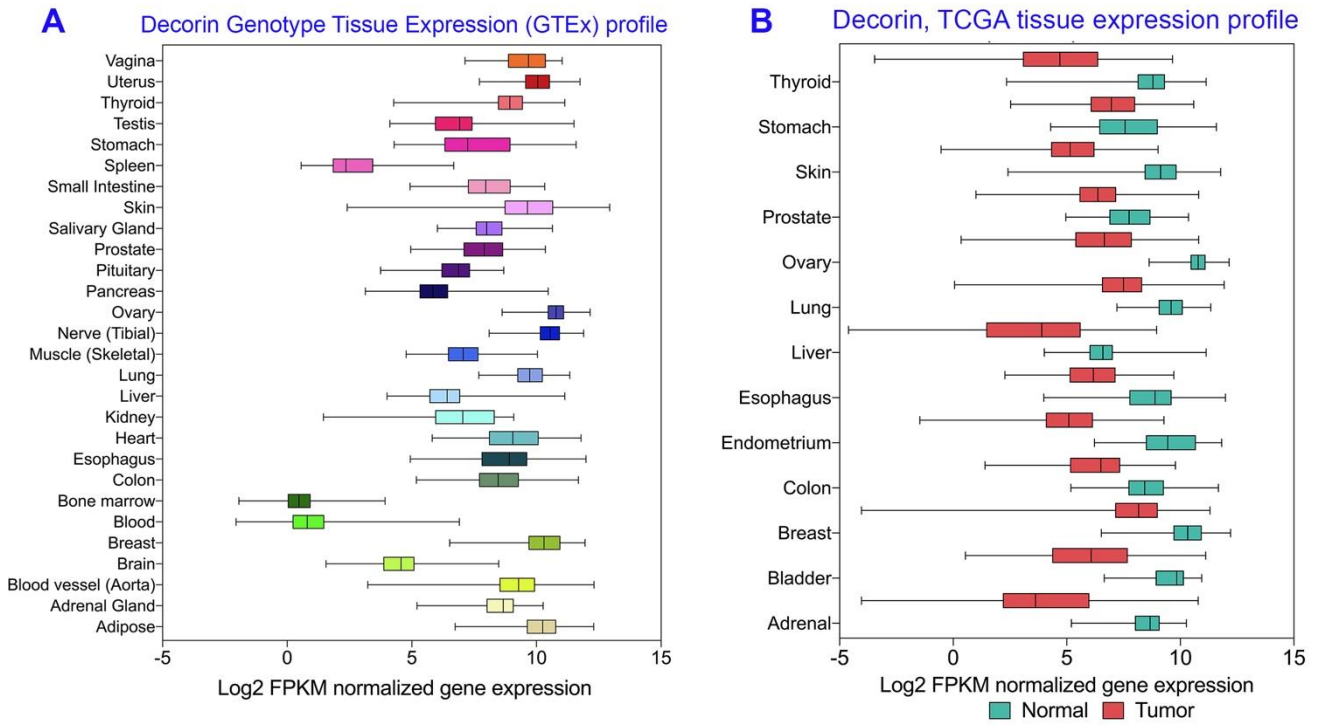 A
Decorin Genotype Tissue Expression (GTEx) profile
Vagina
Uterus
Thyroid
Testis
Stomach
Spleen
Small Intestine
Skin
Salivary Gland
Prostate
Pituitary
Pancreas
Ovary
Nerve (Tibial)
Muscle (Skeletal)
Lung
Liver
Kidney
Heart
Esophagus
Colon
Bone marrow
Blood
Breast
Brain
Blood vessel (Aorta)
Adrenal Gland
Adipose
-5 0 5 10 15
Log2 FPKM normalized gene expression
B
Decorin, TCGA tissue expression profile
Thyroid
Stomach
Skin
Prostate
Ovary
Lung
Liver
Esophagus
Endometrium
Colon
Breast
Bladder
Adrenal
-5 0 5 10 15
Log2 FPKM normalized gene expression
Normal Tumor